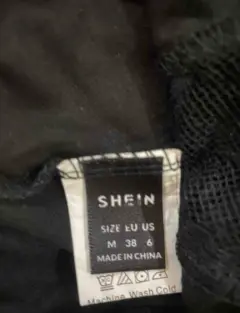 SHEIN
SIZE EU US
M 38 6
MADE IN CHINA
Machine Wash Cold